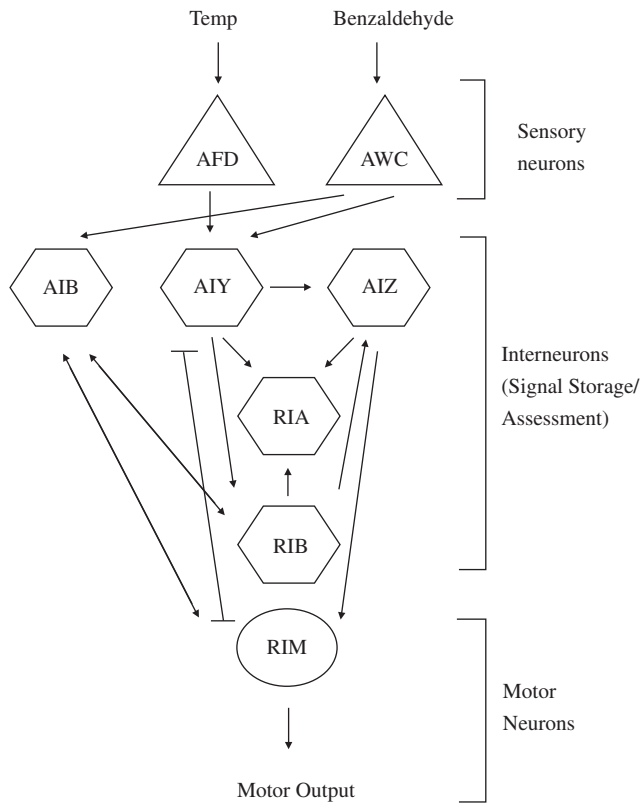 Temp
Benzaldehyde
AFD
AWC
Sensory
neurons
AIB
AIY
AIZ
Interneurons
(Signal Storage/
Assessment)
RIA
RIB
RIM
Motor
Neurons
Motor Output